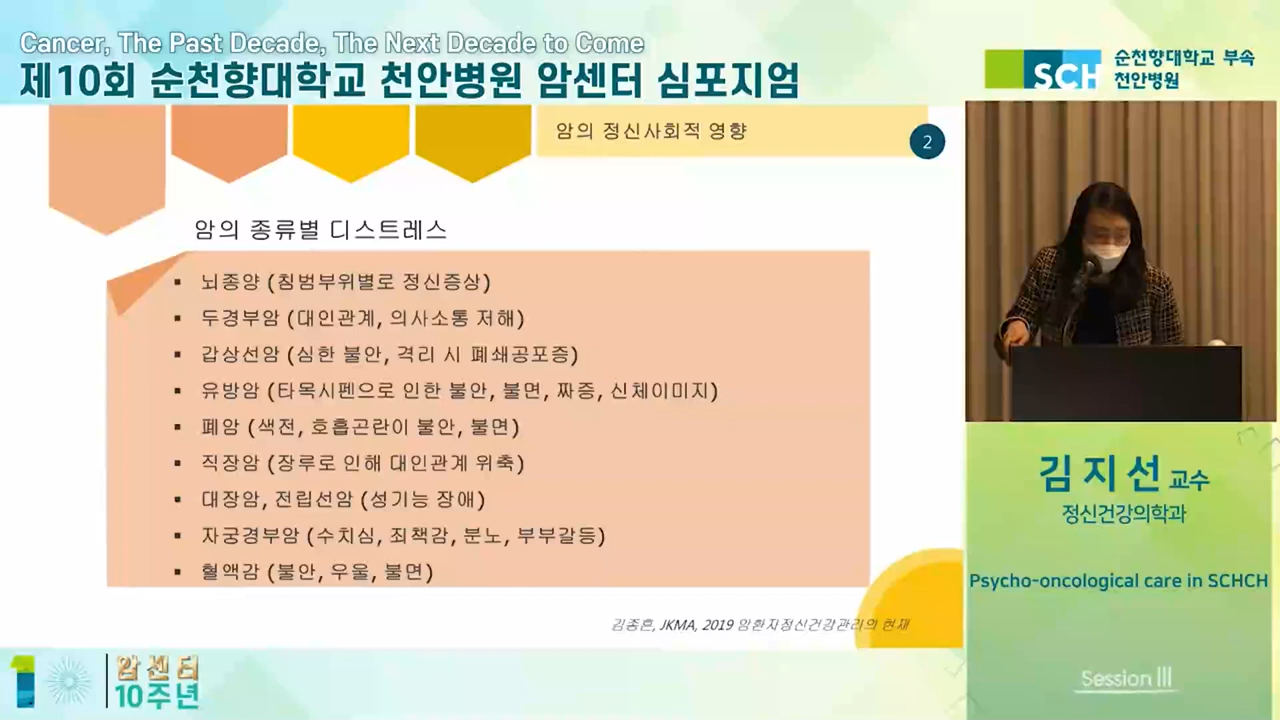 Cancer, The Past Decade, The Next Decade to Come
제10회 순천향대학교 천안병원 암센터 심포지엄
SCH
순천향대학교 부속
천안병원
암의 정신사회적 영향
2
암의 종류별 디스트레스
▪ 뇌종양 (침범부위별로 정신증상)
▪ 두경부암 (대인관계, 의사소통 저해)
▪ 갑상선암 (심한 불안, 격리 시 폐쇄공포증)
▪ 유방암 (타목시펜으로 인한 불안, 불면, 짜증, 신체이미지)
▪ 폐암 (색전, 호흡곤란이 불안, 불면)
▪ 직장암 (장루로 인해 대인관계 위축)
▪ 대장암, 전립선암 (성기능 장애)
▪ 자궁경부암 (수치심, 죄책감, 분노, 부부갈등)
▪ 혈액감 (불안, 우울, 불면)
김종흔, JKMA, 2019 암환자정신건강관리의 현재
김지선 교수
정신건강의학과
Psycho-oncological care in SCHCH
Session III
10
암센터
10주년